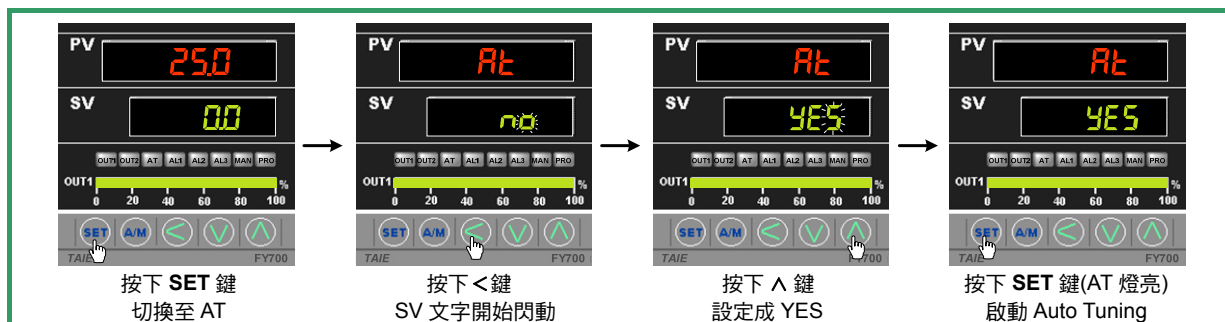 PV
25.0
SV
0.0
OUT1 OUT2 AT AL1 AL2 AL3 MAN PRO
OUT1 %
0 20 40 60 80 100
SET A/M < ∨ ∧
TAIE FY700
按下 SET 鍵
切換至 AT
PV
At
SV
no
OUT1 OUT2 AT AL1 AL2 AL3 MAN PRO
OUT1 %
0 20 40 60 80 100
SET A/M < ∨ ∧
TAIE FY700
按下 < 鍵
SV 文字開始閃動
PV
At
SV
YES
OUT1 OUT2 AT AL1 AL2 AL3 MAN PRO
OUT1 %
0 20 40 60 80 100
SET A/M < ∨ ∧
TAIE FY700
按下 ∧ 鍵
設定成 YES
PV
At
SV
YES
OUT1 OUT2 AT AL1 AL2 AL3 MAN PRO
OUT1 %
0 20 40 60 80 100
SET A/M < ∨ ∧
TAIE FY700
按下 SET 鍵(AT 燈亮)
啟動 Auto Tuning